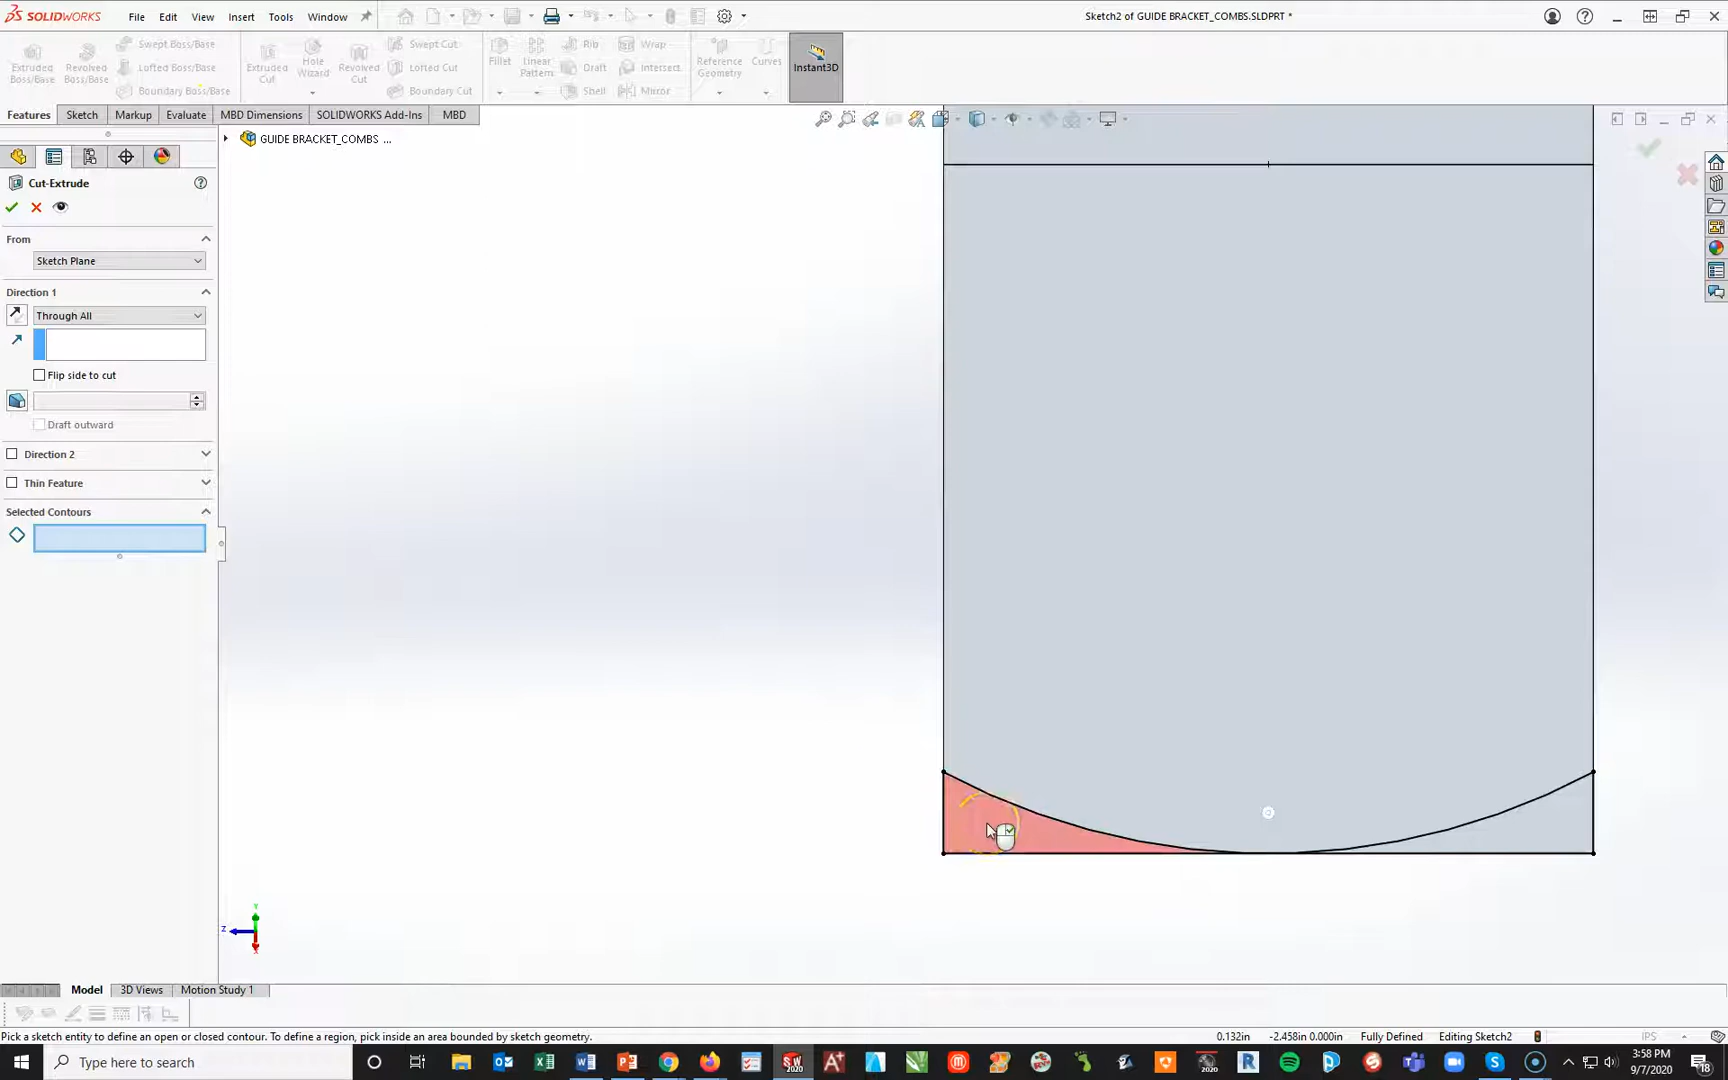 SOLIDWORKS File Edit View Insert Tools Window Sketch2 of GUIDE BRACKET_COMBS.SLDPRT *
Extruded Boss/Base
Revolved Boss/Base
Swept Boss/Base
Lofted Boss/Base
Boundary Boss/Base
Extruded Cut
Hole Wizard
Revolved Cut
Swept Cut
Lofted Cut
Boundary Cut
Fillet
Linear Pattern
Rib
Draft
Shell
Wrap
Intersect
Mirror
Reference Geometry
Curves
Instant3D
Features Sketch Markup Evaluate MBD Dimensions SOLIDWORKS Add-Ins MBD
GUIDE BRACKET_COMBS ...
Cut-Extrude
From
Sketch Plane
Direction 1
Through All
Flip side to cut
Draft outward
Direction 2
Thin Feature
Selected Contours
Y
Z
X
Model 3D Views Motion Study 1
Pick a sketch entity to define an open or closed contour. To define a region, pick inside an area bounded by sketch geometry. 0.132in -2.458in 0.000in Fully Defined Editing Sketch2 IPS
Type here to search
3:58 PM
9/7/2020
18